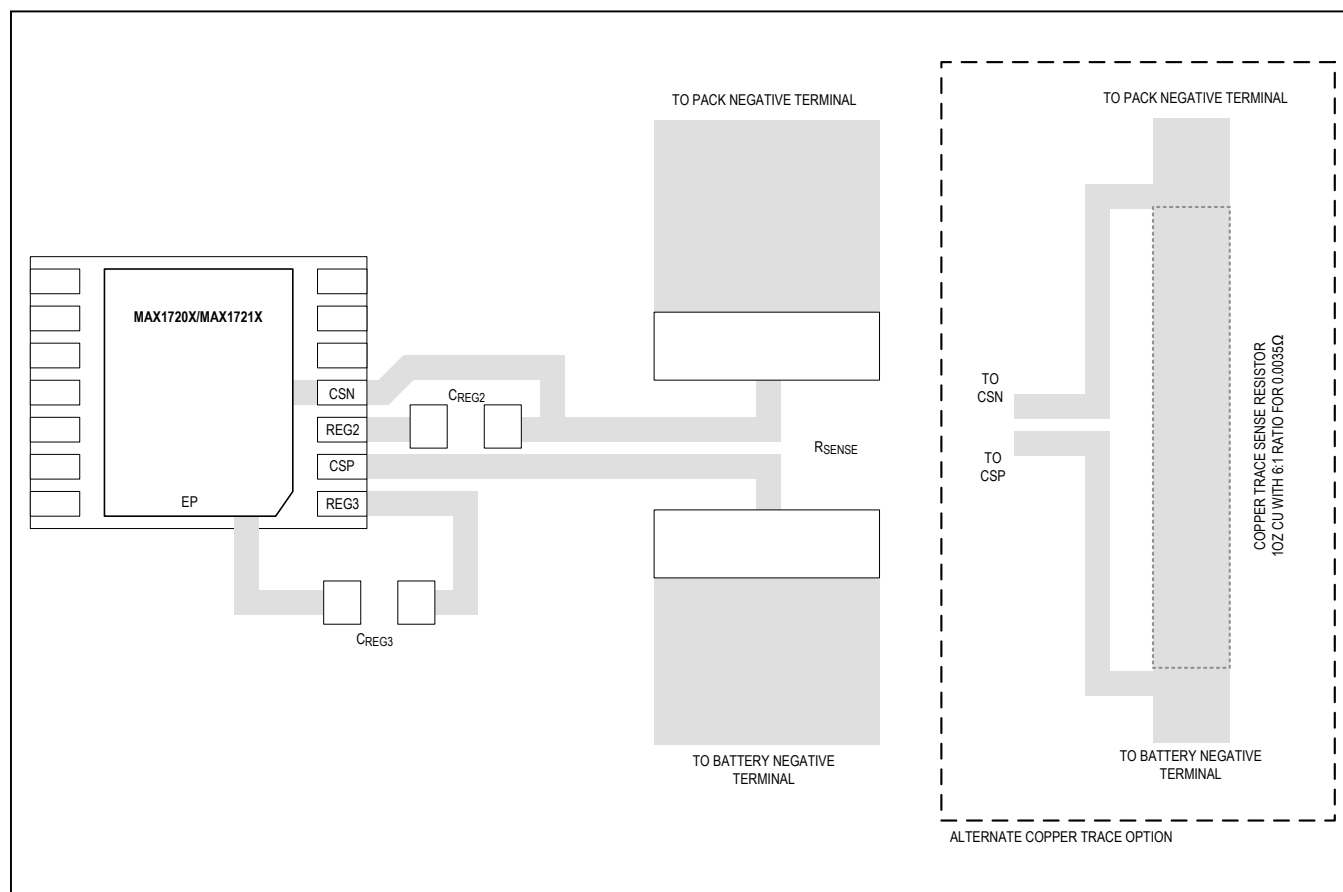 TO PACK NEGATIVE TERMINAL
TO PACK NEGATIVE TERMINAL
MAX1720X/MAX1721X
CSN
REG2
CSP
REG3
EP
CREG2
CREG3
RSENSE
TO BATTERY NEGATIVE
TERMINAL
TO
CSN
TO
CSP
COPPER TRACE SENSE RESISTOR
1OZ CU WITH 6:1 RATIO FOR 0.0035Ω
TO BATTERY NEGATIVE
TERMINAL
ALTERNATE COPPER TRACE OPTION